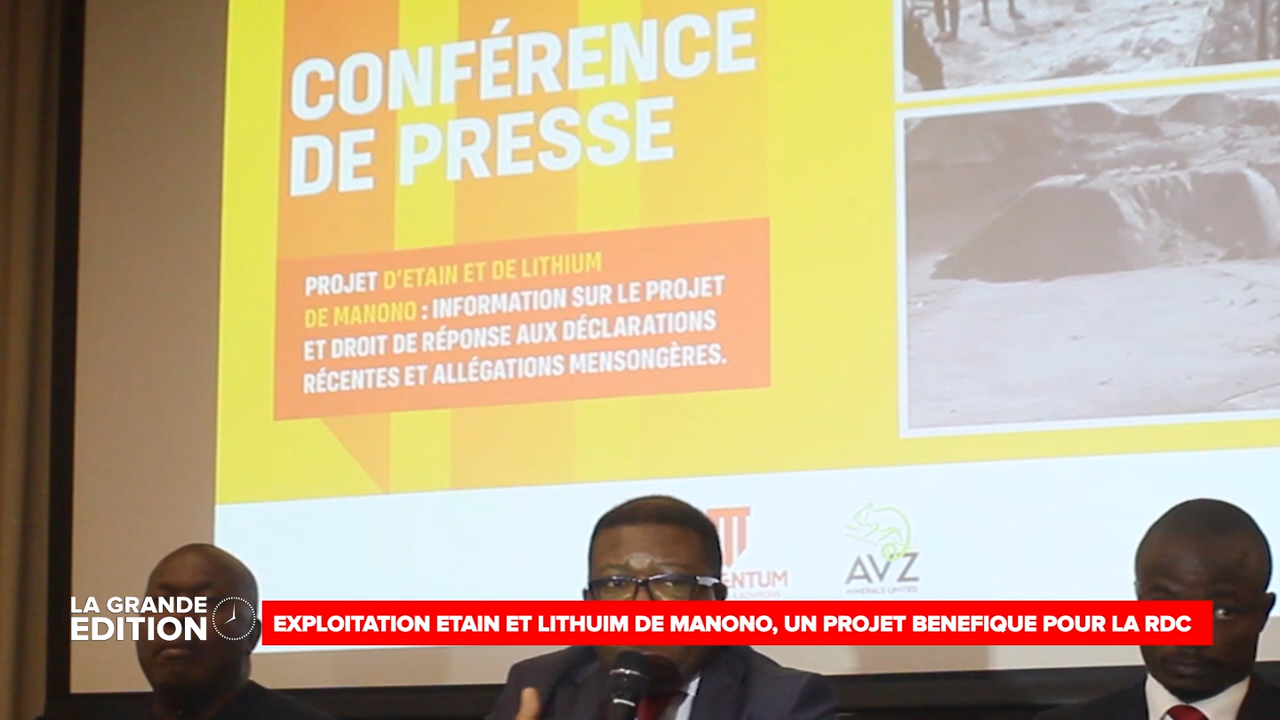 CONFÉRENCE
DE PRESSE
PROJET D'ETAIN ET DE LITHIUM
DE MANONO : INFORMATION SUR LE PROJET
ET DROIT DE RÉPONSE AUX DÉCLARATIONS
RÉCENTES ET ALLÉGATIONS MENSONGÈRES.
AVZ
MINERALS LIMITED
LA GRANDE
EDITION
EXPLOITATION ETAIN ET LITHUIM DE MANONO, UN PROJET BENEFIQUE POUR LA RDC